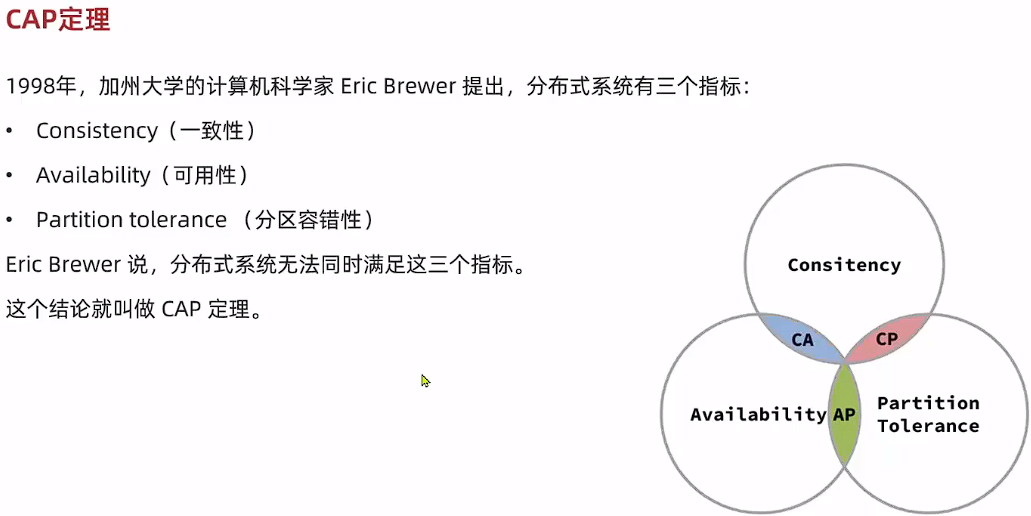 CAP定理
1998年，加州大学的计算机科学家 Eric Brewer 提出，分布式系统有三个指标：
• Consistency（一致性）
• Availability（可用性）
• Partition tolerance （分区容错性）
Eric Brewer 说，分布式系统无法同时满足这三个指标。
这个结论就叫做 CAP 定理。
Consitency
CA
CP
Availability
AP
Partition
Tolerance